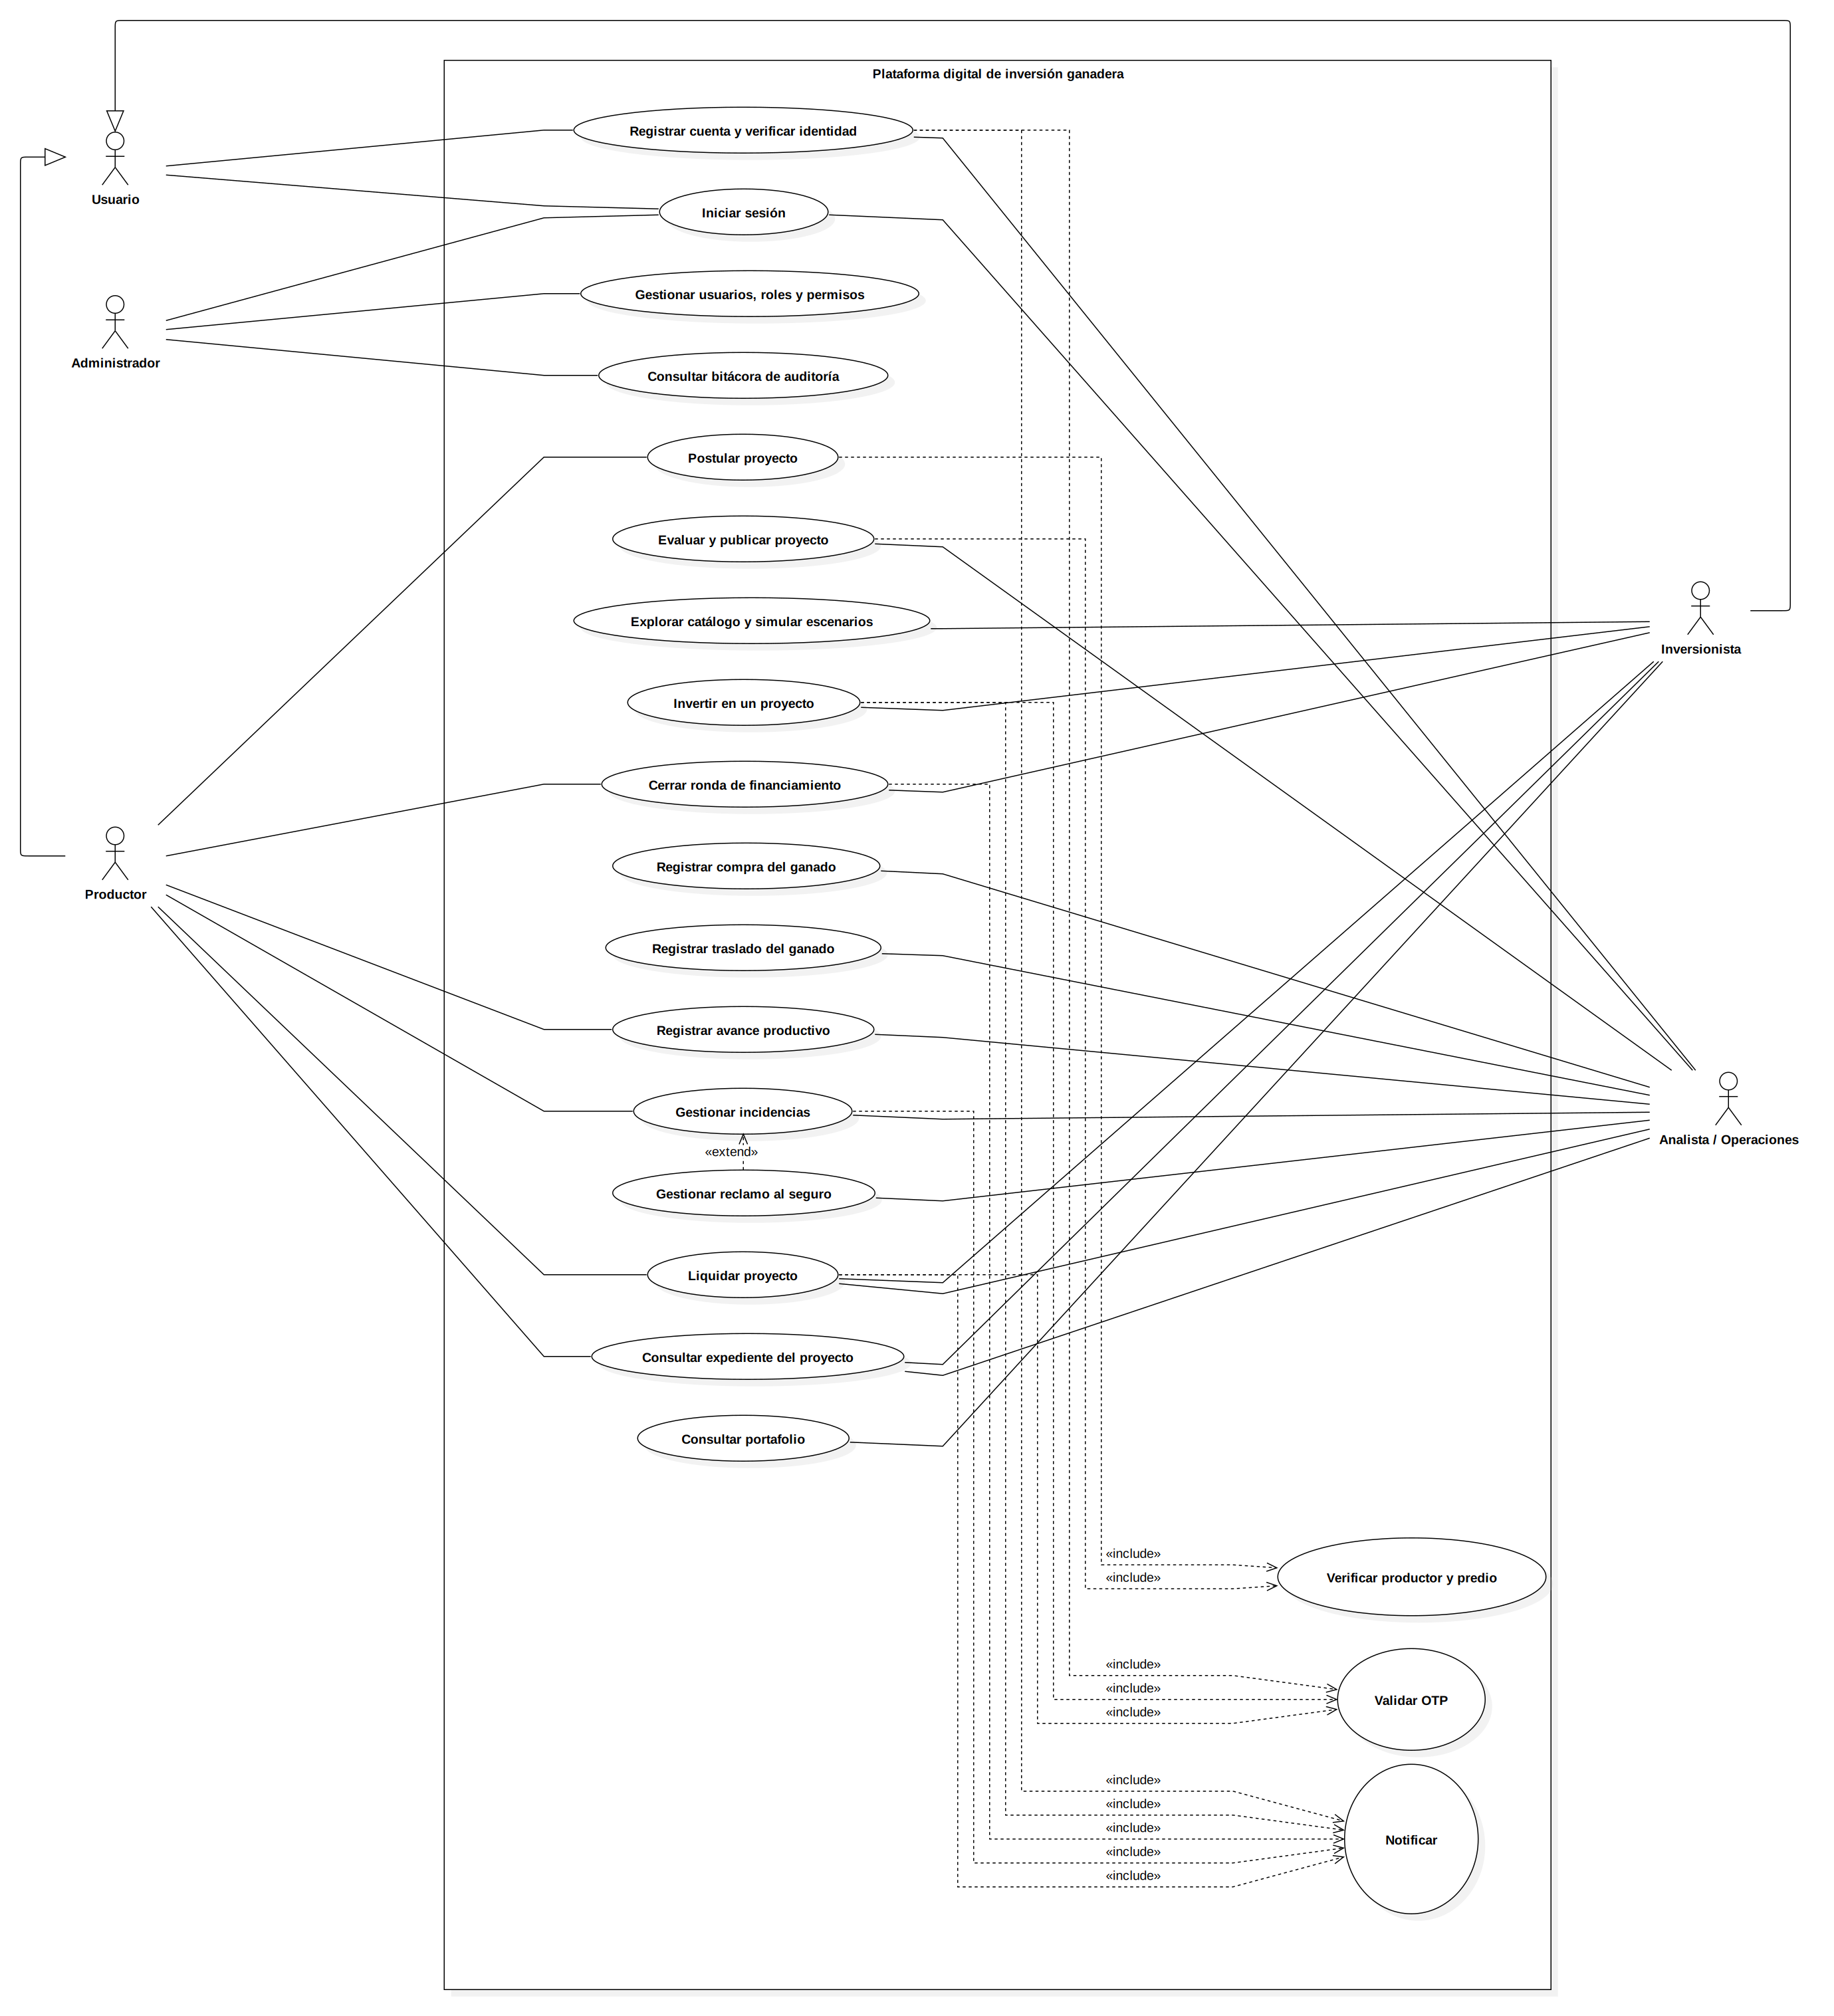 Plataforma digital de inversión ganadera
Registrar cuenta y verificar identidad
Usuario
Iniciar sesión
Gestionar usuarios, roles y permisos
Administrador
Consultar bitácora de auditoría
Postular proyecto
Evaluar y publicar proyecto
Explorar catálogo y simular escenarios
Inversionista
Invertir en un proyecto
Cerrar ronda de financiamiento
Registrar compra del ganado
Productor
Registrar traslado del ganado
Registrar avance productivo
Gestionar incidencias
Analista / Operaciones
«extend»
Gestionar reclamo al seguro
Liquidar proyecto
Consultar expediente del proyecto
Consultar portafolio
«include»
«include»
Verificar productor y predio
«include»
«include»
«include»
Validar OTP
«include»
«include»
«include»
«include»
«include»
Notificar